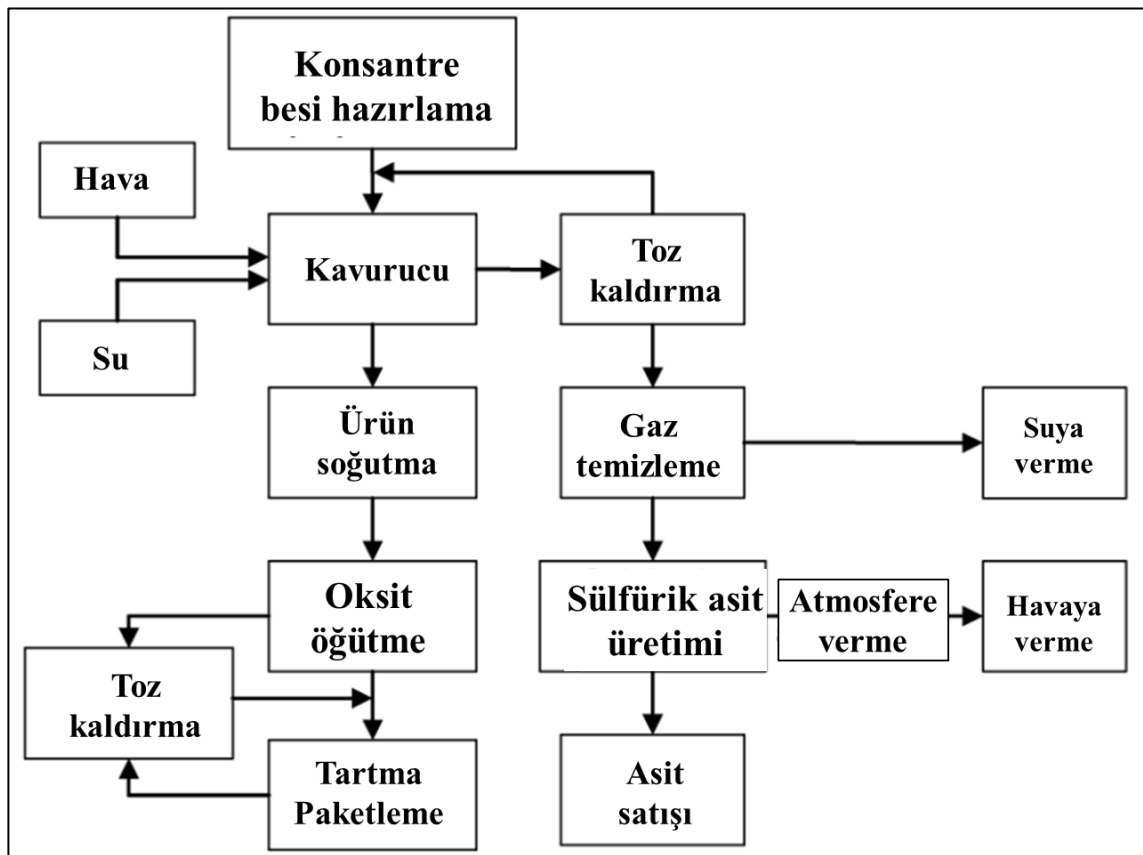 Konsantre
besi hazırlama
Hava
Kavurucu
Toz
kaldırma
Su
Ürün
soğutma
Gaz
temizleme
Suya
verme
Oksit
öğütme
Sülfürik asit
üretimi
Atmosfere
verme
Havaya
verme
Toz
kaldırma
Tartma
Paketleme
Asit
satışı